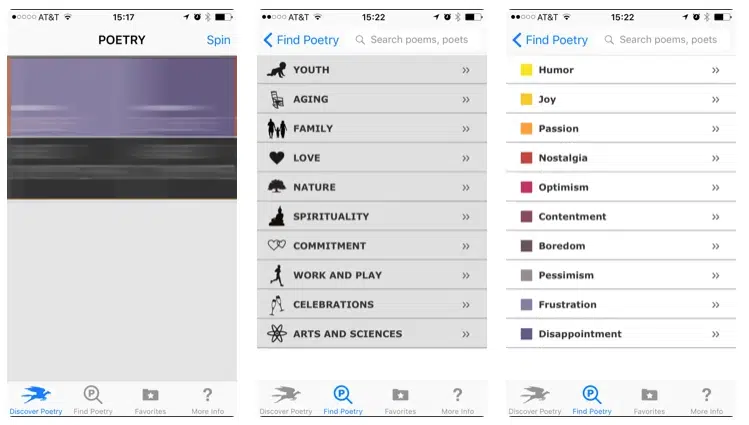 AT&T 15:17
POETRY Spin
Discover Poetry Find Poetry Favorites More Info
AT&T 15:22
Find Poetry Search poems, poets
YOUTH
AGING
FAMILY
LOVE
NATURE
SPIRITUALITY
COMMITMENT
WORK AND PLAY
CELEBRATIONS
ARTS AND SCIENCES
Discover Poetry Find Poetry Favorites More Info
AT&T 15:22
Find Poetry Search poems, poets
Humor
Joy
Passion
Nostalgia
Optimism
Contentment
Boredom
Pessimism
Frustration
Disappointment
Discover Poetry Find Poetry Favorites More Info